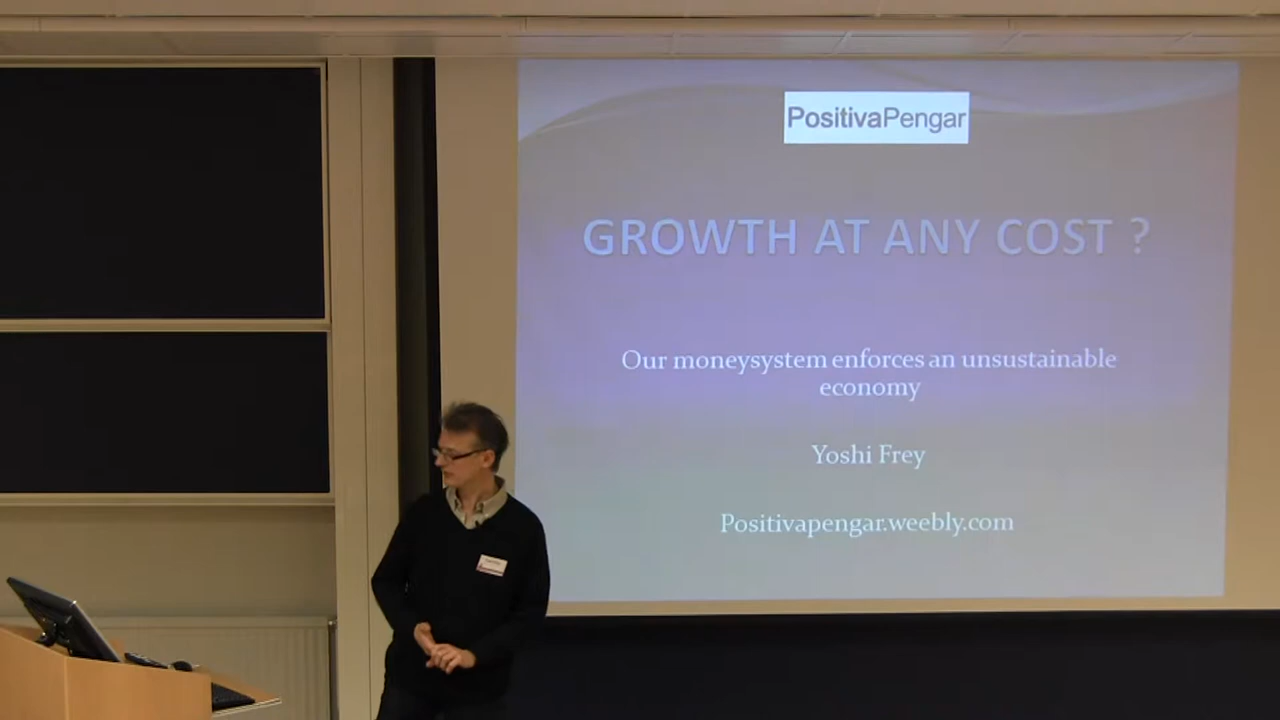 PositivaPengar
GROWTH AT ANY COST ?
Our moneysystem enforces an unsustainable
economy
Yoshi Frey
Positivapengar.weebly.com